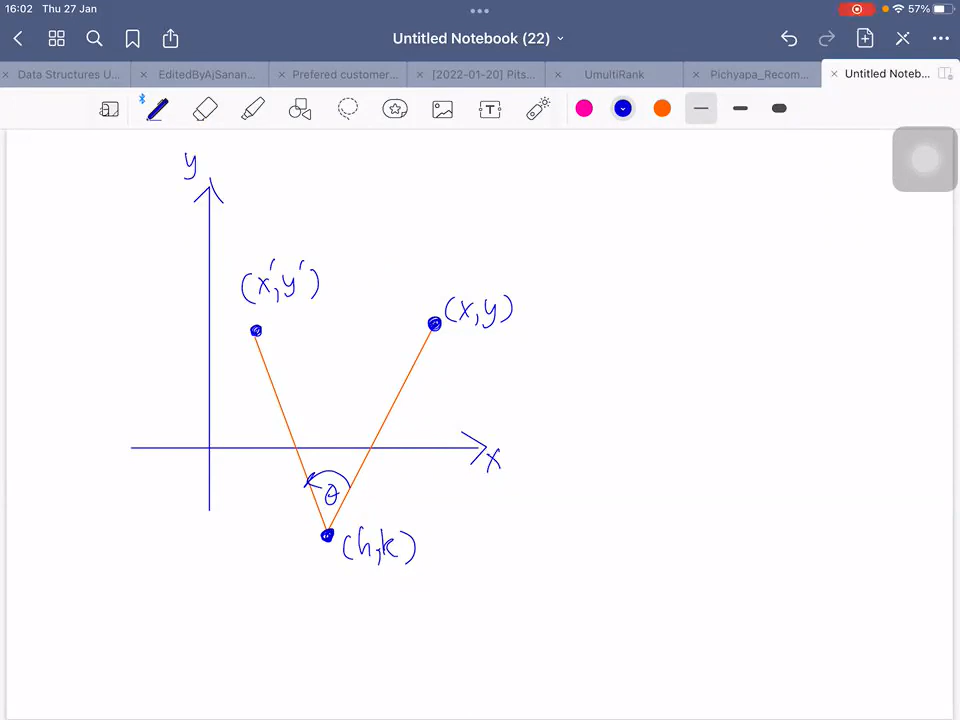 16:02 Thu 27 Jan
57%
Untitled Notebook (22)
Data Structures U...
EditedByAjSanan...
Prefered customer...
[2022-01-20] Pits...
UmultiRank
Pichyapa_Recom...
Untitled Noteb...
T
y
(x',y')
(x,y)
x
θ
(h,k)